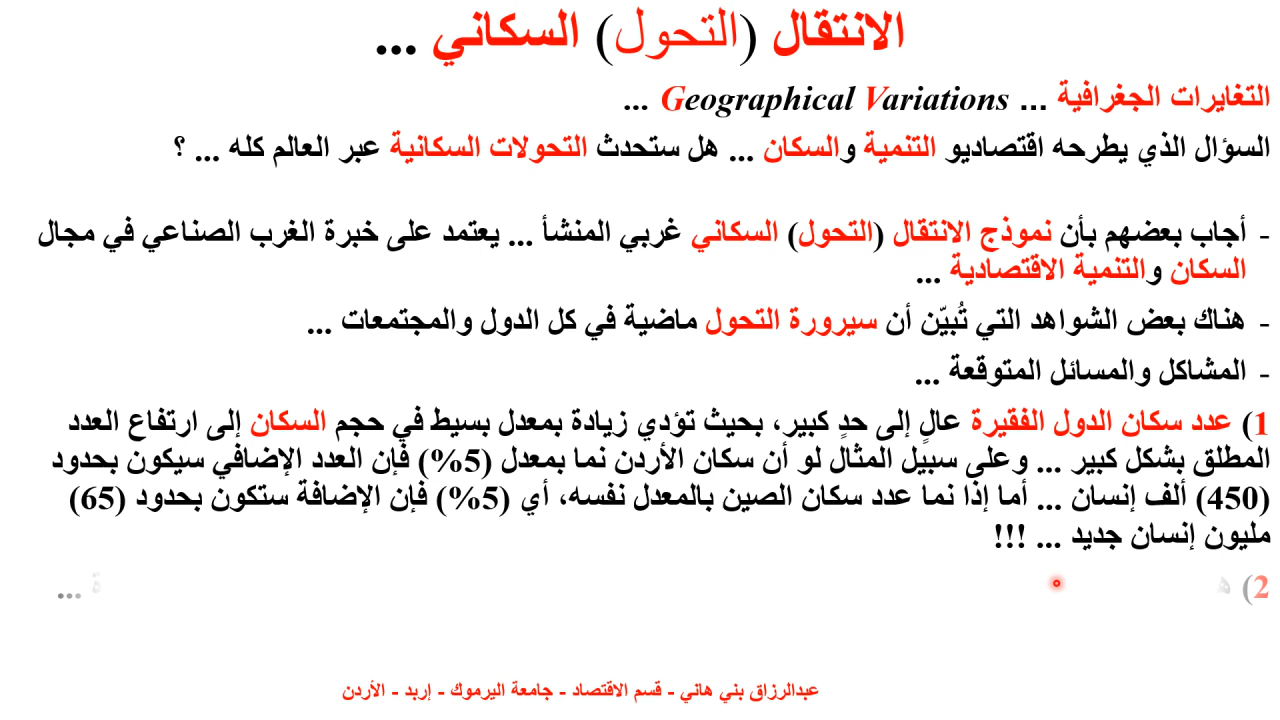 الانتقال (التحول) السكاني ...
التغايرات الجغرافية ... Geographical Variations ...
السؤال الذي يطرحه اقتصاديو التنمية والسكان ... هل ستحدث التحولات السكانية عبر العالم كله ... ؟
- أجاب بعضهم بأن نموذج الانتقال (التحول) السكاني غربي المنشأ ... يعتمد على خبرة الغرب الصناعي في مجال
السكان والتنمية الاقتصادية ...
- هناك بعض الشواهد التي تُبيّن أن سيرورة التحول ماضية في كل الدول والمجتمعات ...
- المشاكل والمسائل المتوقعة ...
1) عدد سكان الدول الفقيرة عالٍ إلى حدٍ كبير، بحيث تؤدي زيادة بمعدل بسيط في حجم السكان إلى ارتفاع العدد
المطلق بشكل كبير ... وعلى سبيل المثال لو أن سكان الأردن نما بمعدل (5%) فإن العدد الإضافي سيكون بحدود
(450) ألف إنسان ... أما إذا نما عدد سكان الصين بالمعدل نفسه، أي (5%) فإن الإضافة ستكون بحدود (65)
مليون إنسان جديد ... !!!
2) ...
عبدالرزاق بني هاني - قسم الاقتصاد - جامعة اليرموك - إربد - الأردن